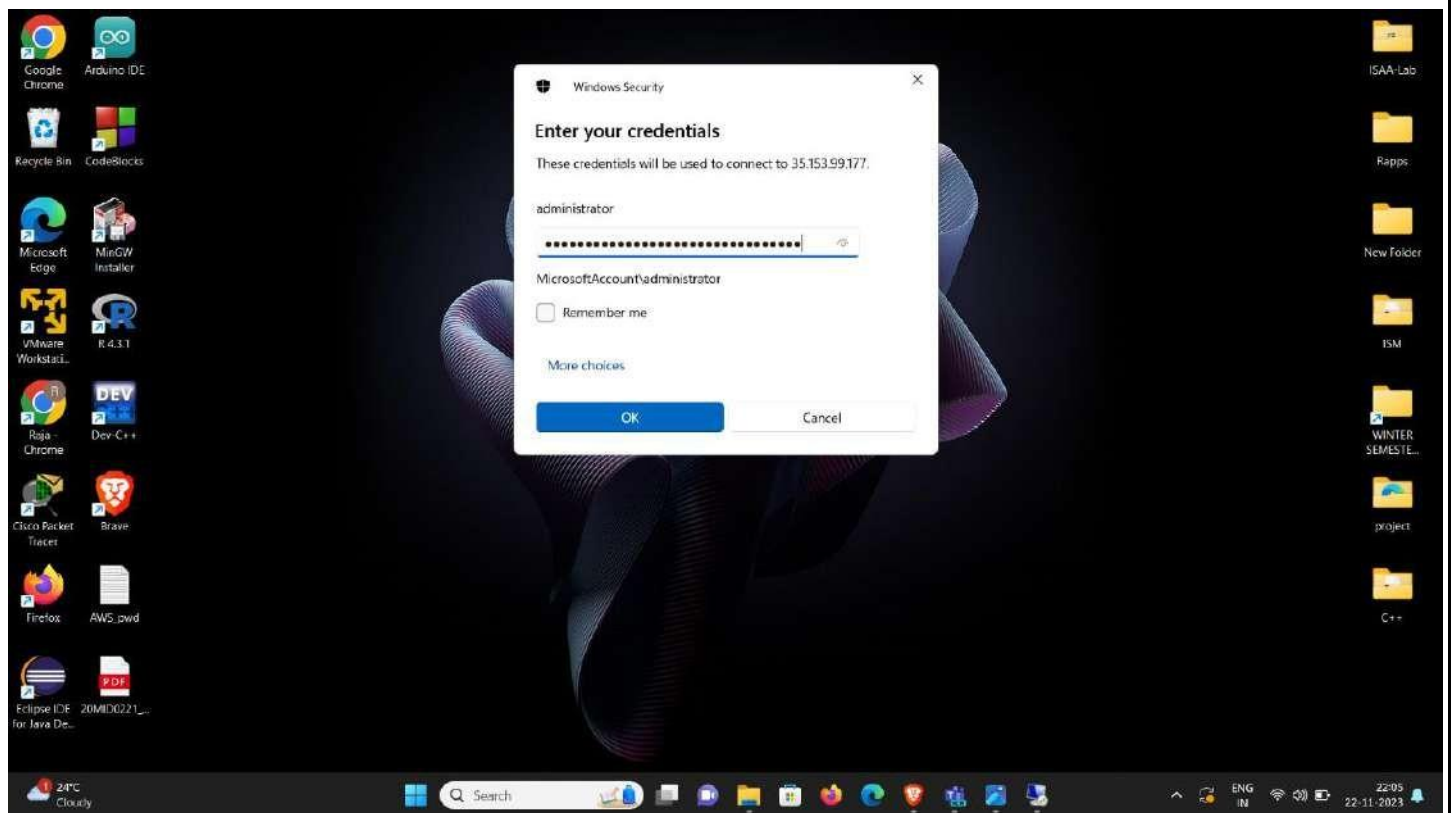 Google
Chrome
Arduino IDE
Recycle Bin
CodeBlocks
Microsoft
Edge
MinGW
Installer
VMware
Workstati...
R 4.3.1
R
Raja -
Chrome
DEV
C++
Dev-C++
Cisco Packet
Tracer
Brave
Firefox
AWS_pwd
Eclipse IDE
for Java De...
PDF
20MID0221_...
Windows Security
Enter your credentials
These credentials will be used to connect to 35.153.99.177.
administrator
••••••••••••••••••••••••••••••••
MicrosoftAccount\administrator
Remember me
More choices
OK
Cancel
ISAA-Lab
Rapps
New Folder
ISM
WINTER
SEMESTE...
project
C++
1
24°C
Cloudy
Search
ENG
IN
22:05
22-11-2023